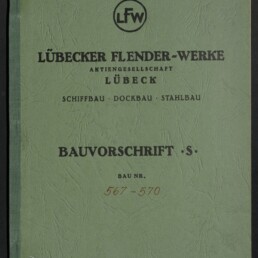 LFW
LÜBECKER FLENDER-WERKE
AKTIENGESELLSCHAFT
LÜBECK
SCHIFFBAU · DOCKBAU · STAHLBAU
BAUVORSCHRIFT ·S·
BAU NR.
567-570